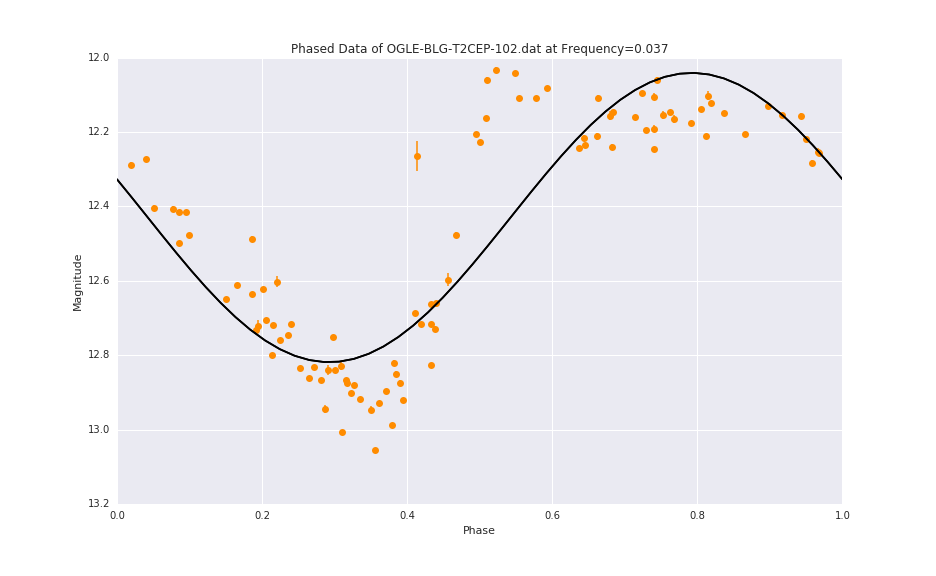 Phased Data of OGLE-BLG-T2CEP-102.dat at Frequency=0.037
12.0
12.2
12.4
12.6
12.8
13.0
13.2
Magnitude
0.0 0.2 0.4 0.6 0.8 1.0
Phase